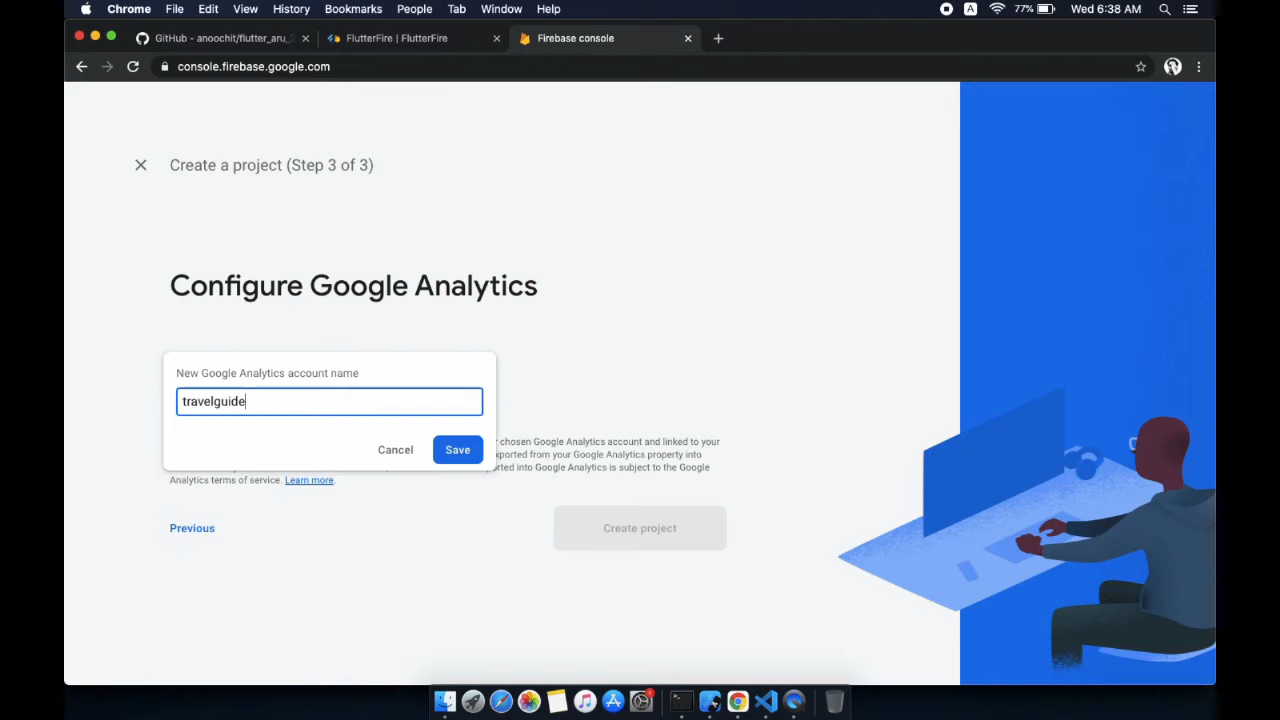 Chrome File Edit View History Bookmarks People Tab Window Help A 77% Wed 6:38 AM
GitHub - anoochit/flutter_aru_ FlutterFire | FlutterFire Firebase console
console.firebase.google.com
Create a project (Step 3 of 3)
Configure Google Analytics
New Google Analytics account name
travelguide
Cancel Save
chosen Google Analytics account and linked to your
exported from your Google Analytics property into
orted into Google Analytics is subject to the Google
Analytics terms of service. Learn more.
Previous Create project